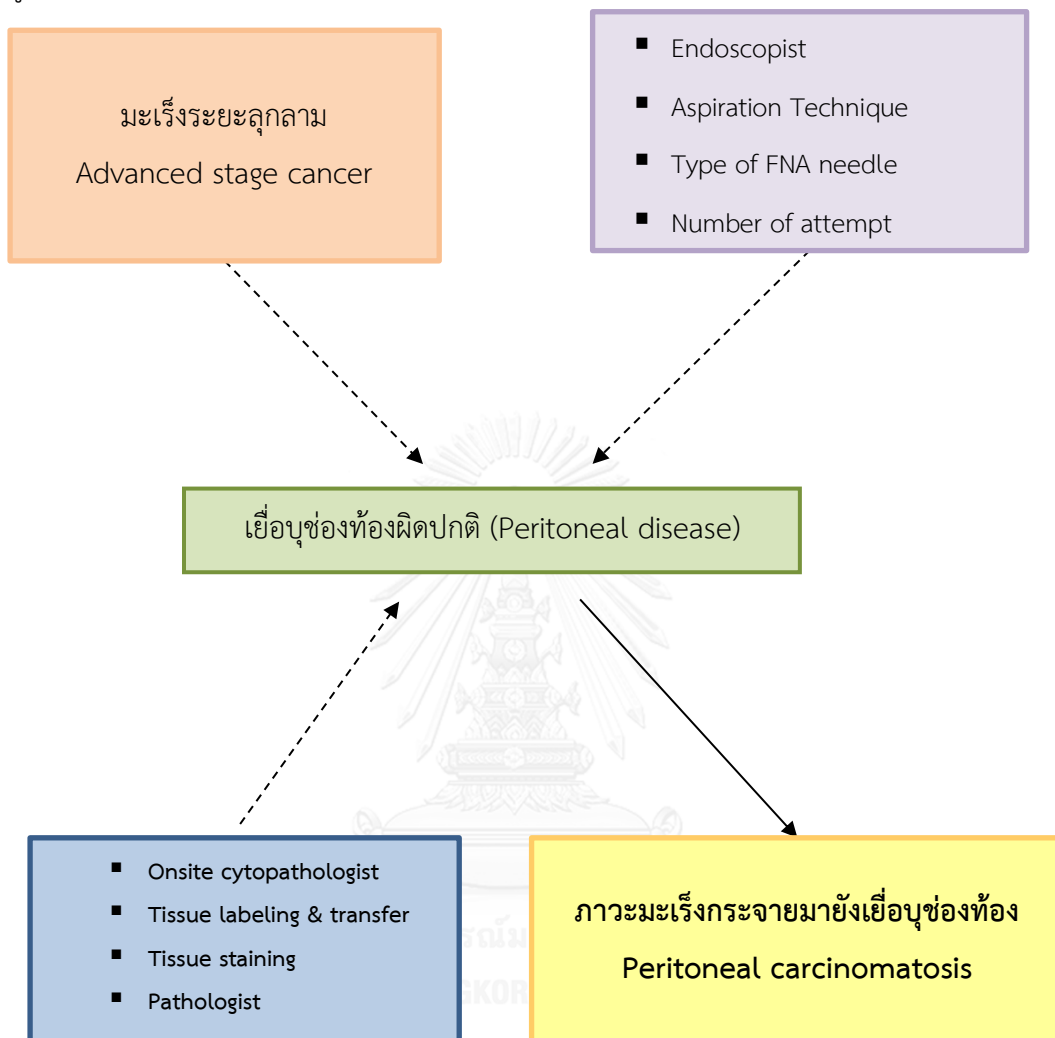 มะเร็งระยะลุกลาม
Advanced stage cancer
▪ Endoscopist
▪ Aspiration Technique
▪ Type of FNA needle
▪ Number of attempt
เยื่อบุช่องท้องผิดปกติ (Peritoneal disease)
▪ Onsite cytopathologist
▪ Tissue labeling & transfer
▪ Tissue staining
▪ Pathologist
ภาวะมะเร็งกระจายมายังเยื่อบุช่องท้อง
Peritoneal carcinomatosis